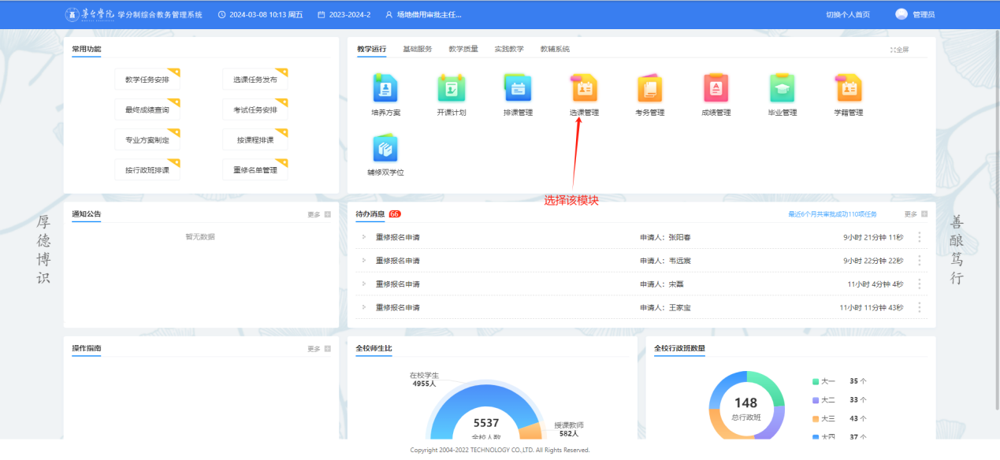 茅台学院 学分制综合教务管理系统 2024-03-08 10:13 周五 2023-2024-2 场地借用审批主任... 切换个人首页 管理员
常用功能
教学任务安排 选课任务发布
最终成绩查询 考试任务安排
专业方案制定 按课程排课
按行政班排课 重修名单管理
教学运行 基础服务 教学质量 实践教学 教辅系统 全屏
培养方案 开课计划 排课管理 选课管理 考务管理 成绩管理 毕业管理 学籍管理
辅修双学位
选择该模块
通知公告 更多
暂无数据
待办消息 66 最近6个月共审批成功110项任务 更多
重修报名申请 申请人：张阳春 9小时 21分钟 11秒
重修报名申请 申请人：韦远宸 9小时 22分钟 22秒
重修报名申请 申请人：宋磊 11小时 4分钟 4秒
重修报名申请 申请人：王家宝 11小时 11分钟 43秒
厚德博识
善酿笃行
操作指南 更多
全校师生比
在校学生
4955人
5537
全校人数
授课教师
582人
全校行政班数量
148
总行政班
大一 35 个
大二 33 个
大三 43 个
大四 37 个
Copyright 2004-2022 TECHNOLOGY CO.,LTD. All Rights Reserved.